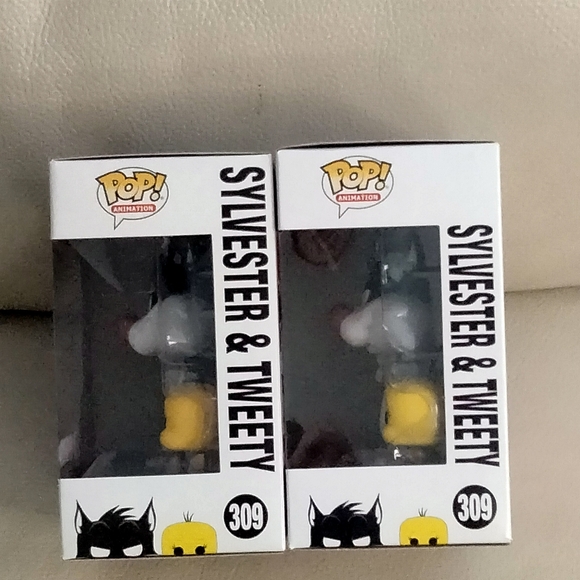 POP!
ANIMATION
SYLVESTER & TWEETY
309
POP!
ANIMATION
SYLVESTER & TWEETY
309